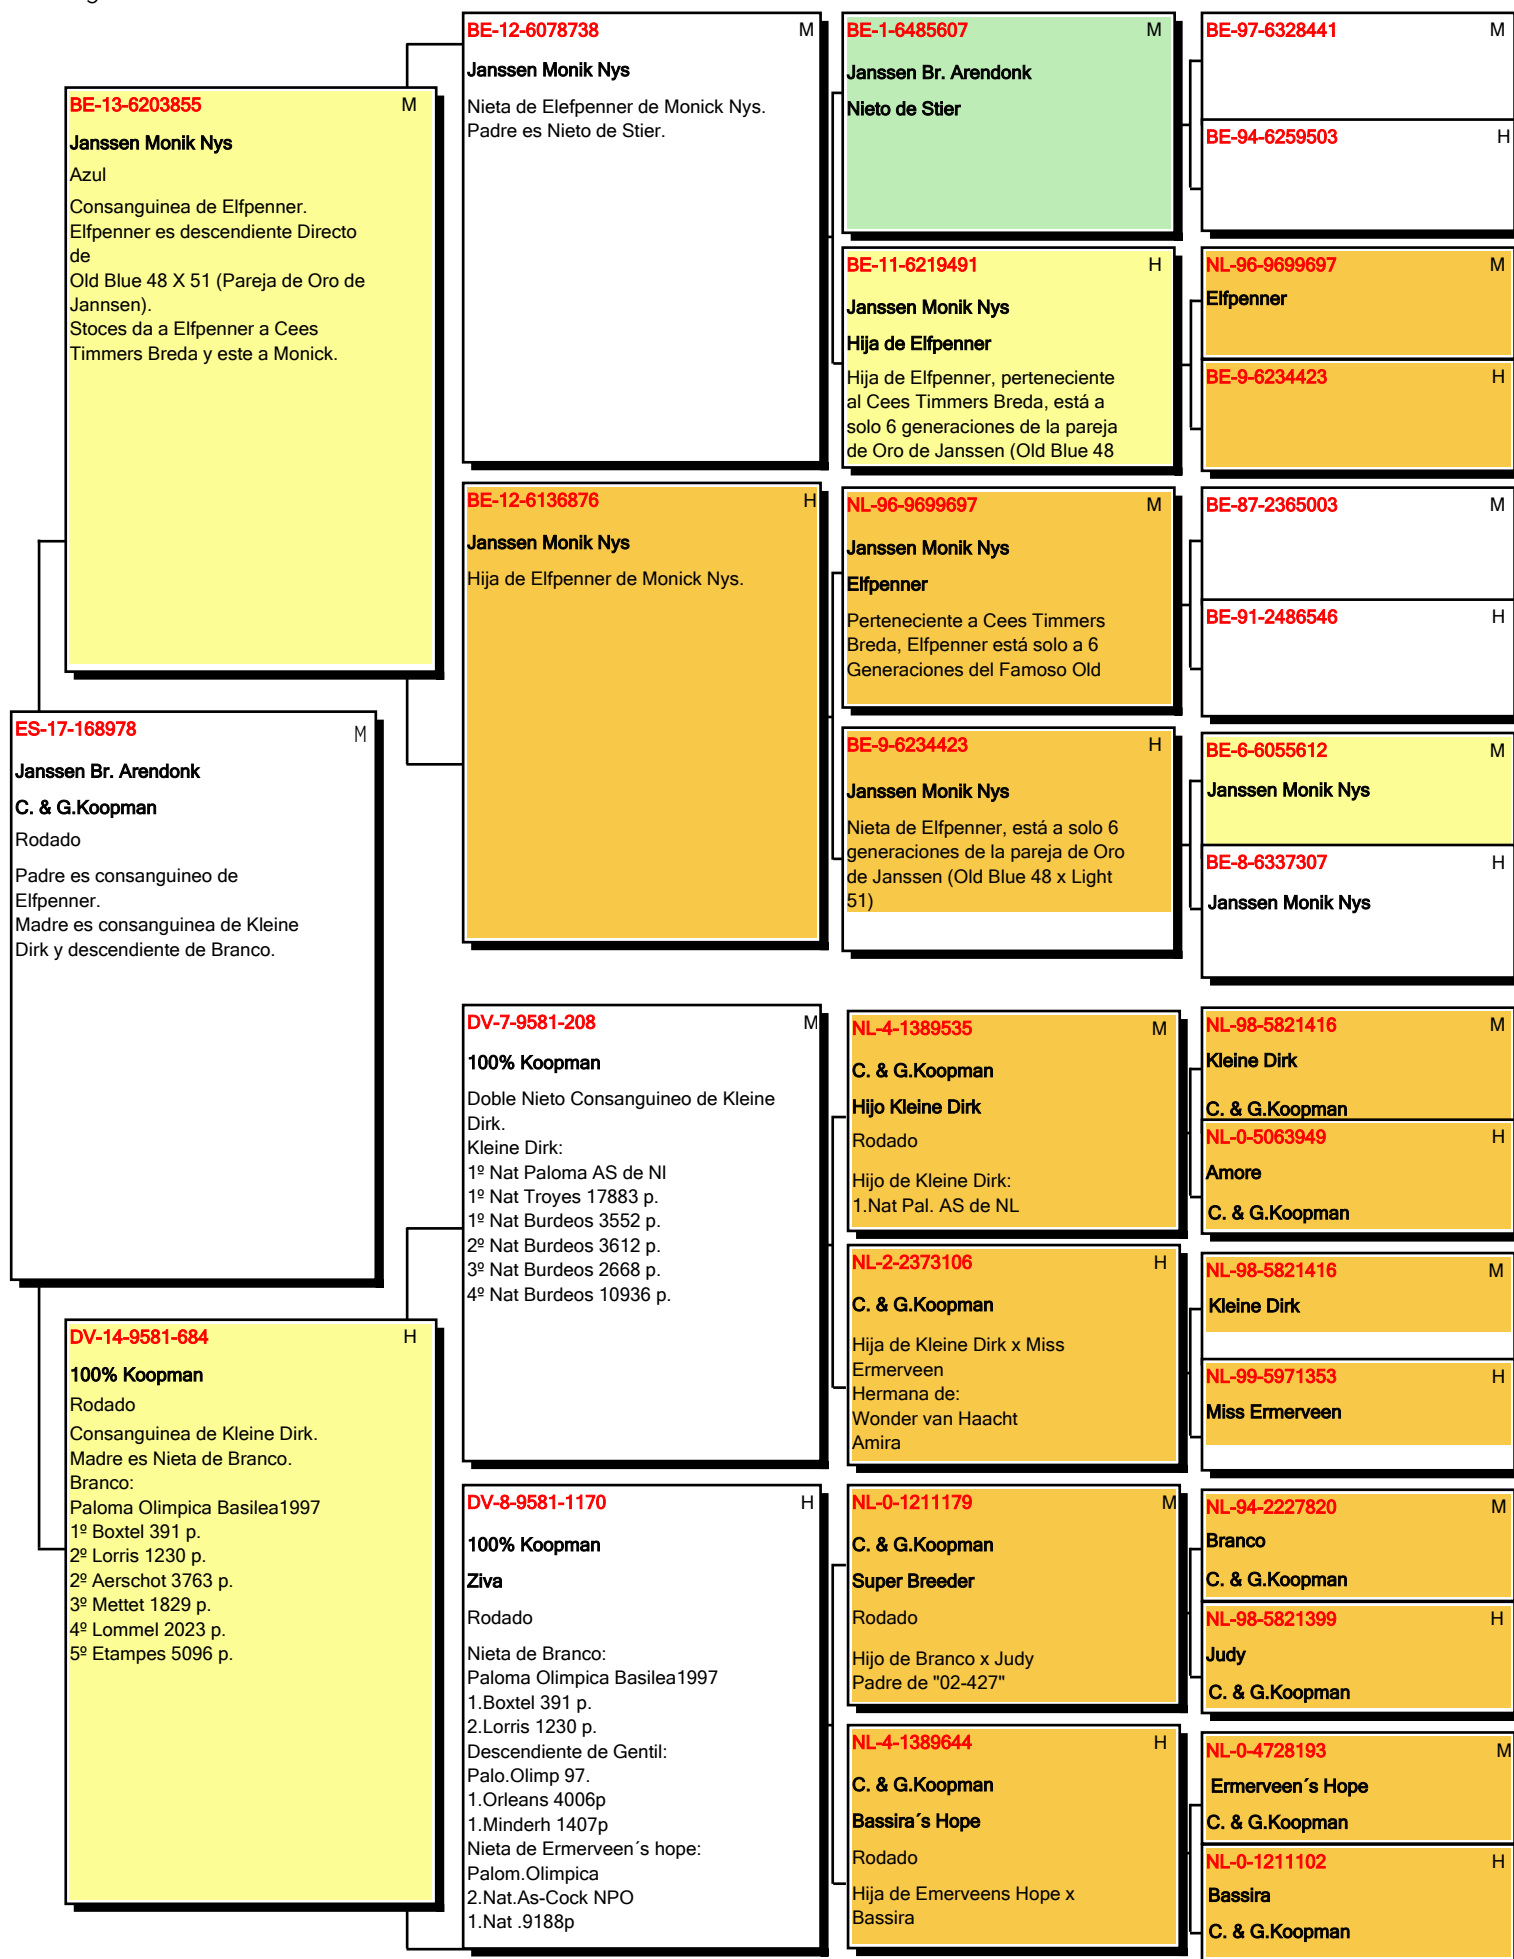 BE-13-6203855 M
Janssen Monik Nys
Azul
Consanguinea de Elfpenner.
Elfpenner es descendiente Directo
de
Old Blue 48 X 51 (Pareja de Oro de
Jannsen).
Stoces da a Elfpenner a Cees
Timmers Breda y este a Monick.
ES-17-168978 M
Janssen Br. Arendonk
C. & G.Koopman
Rodado
Padre es consanguineo de
Elfpenner.
Madre es consanguinea de Kleine
Dirk y descendiente de Branco.
DV-14-9581-684 H
100% Koopman
Rodado
Consanguinea de Kleine Dirk.
Madre es Nieta de Branco.
Branco:
Paloma Olimpica Basilea1997
1º Boxtel 391 p.
2º Lorris 1230 p.
2º Aerschot 3763 p.
3º Mettet 1829 p.
4º Lommel 2023 p.
5º Etampes 5096 p.
BE-12-6078738 M
Janssen Monik Nys
Nieta de Elefpenner de Monick Nys.
Padre es Nieto de Stier.
BE-12-6136876 H
Janssen Monik Nys
Hija de Elfpenner de Monick Nys.
DV-7-9581-208 M
100% Koopman
Doble Nieto Consanguineo de Kleine
Dirk.
Kleine Dirk:
1º Nat Paloma AS de Nl
1º Nat Troyes 17883 p.
1º Nat Burdeos 3552 p.
2º Nat Burdeos 3612 p.
3º Nat Burdeos 2668 p.
4º Nat Burdeos 10936 p.
DV-8-9581-1170 H
100% Koopman
Ziva
Rodado
Nieta de Branco:
Paloma Olimpica Basilea1997
1.Boxtel 391 p.
2.Lorris 1230 p.
Descendiente de Gentil:
Palo.Olimp 97.
1.Orleans 4006p
1.Minderh 1407p
Nieta de Ermerveen´s hope:
Palom.Olimpica
2.Nat.As-Cock NPO
1.Nat .9188p
BE-1-6485607 M
Janssen Br. Arendonk
Nieto de Stier
BE-11-6219491 H
Janssen Monik Nys
Hija de Elfpenner
Hija de Elfpenner, perteneciente
al Cees Timmers Breda, está a
solo 6 generaciones de la pareja
de Oro de Janssen (Old Blue 48
NL-96-9699697 M
Janssen Monik Nys
Elfpenner
Perteneciente a Cees Timmers
Breda, Elfpenner está solo a 6
Generaciones del Famoso Old
BE-9-6234423 H
Janssen Monik Nys
Nieta de Elfpenner, está a solo 6
generaciones de la pareja de Oro
de Janssen (Old Blue 48 x Light
51)
NL-4-1389535 M
C. & G.Koopman
Hijo Kleine Dirk
Rodado
Hijo de Kleine Dirk:
1.Nat Pal. AS de NL
NL-2-2373106 H
C. & G.Koopman
Hija de Kleine Dirk x Miss
Ermerveen
Hermana de:
Wonder van Haacht
Amira
NL-0-1211179 M
C. & G.Koopman
Super Breeder
Rodado
Hijo de Branco x Judy
Padre de "02-427"
NL-4-1389644 H
C. & G.Koopman
Bassira´s Hope
Rodado
Hija de Emerveens Hope x
Bassira
BE-97-6328441 M
BE-94-6259503 H
NL-96-9699697 M
Elfpenner
BE-9-6234423 H
BE-87-2365003 M
BE-91-2486546 H
BE-6-6055612 M
Janssen Monik Nys
BE-8-6337307 H
Janssen Monik Nys
NL-98-5821416 M
Kleine Dirk
C. & G.Koopman
NL-0-5063949 H
Amore
C. & G.Koopman
NL-98-5821416 M
Kleine Dirk
NL-99-5971353 H
Miss Ermerveen
NL-94-2227820 M
Branco
C. & G.Koopman
NL-98-5821399 H
Judy
C. & G.Koopman
NL-0-4728193 M
Ermerveen´s Hope
C. & G.Koopman
NL-0-1211102 H
Bassira
C. & G.Koopman